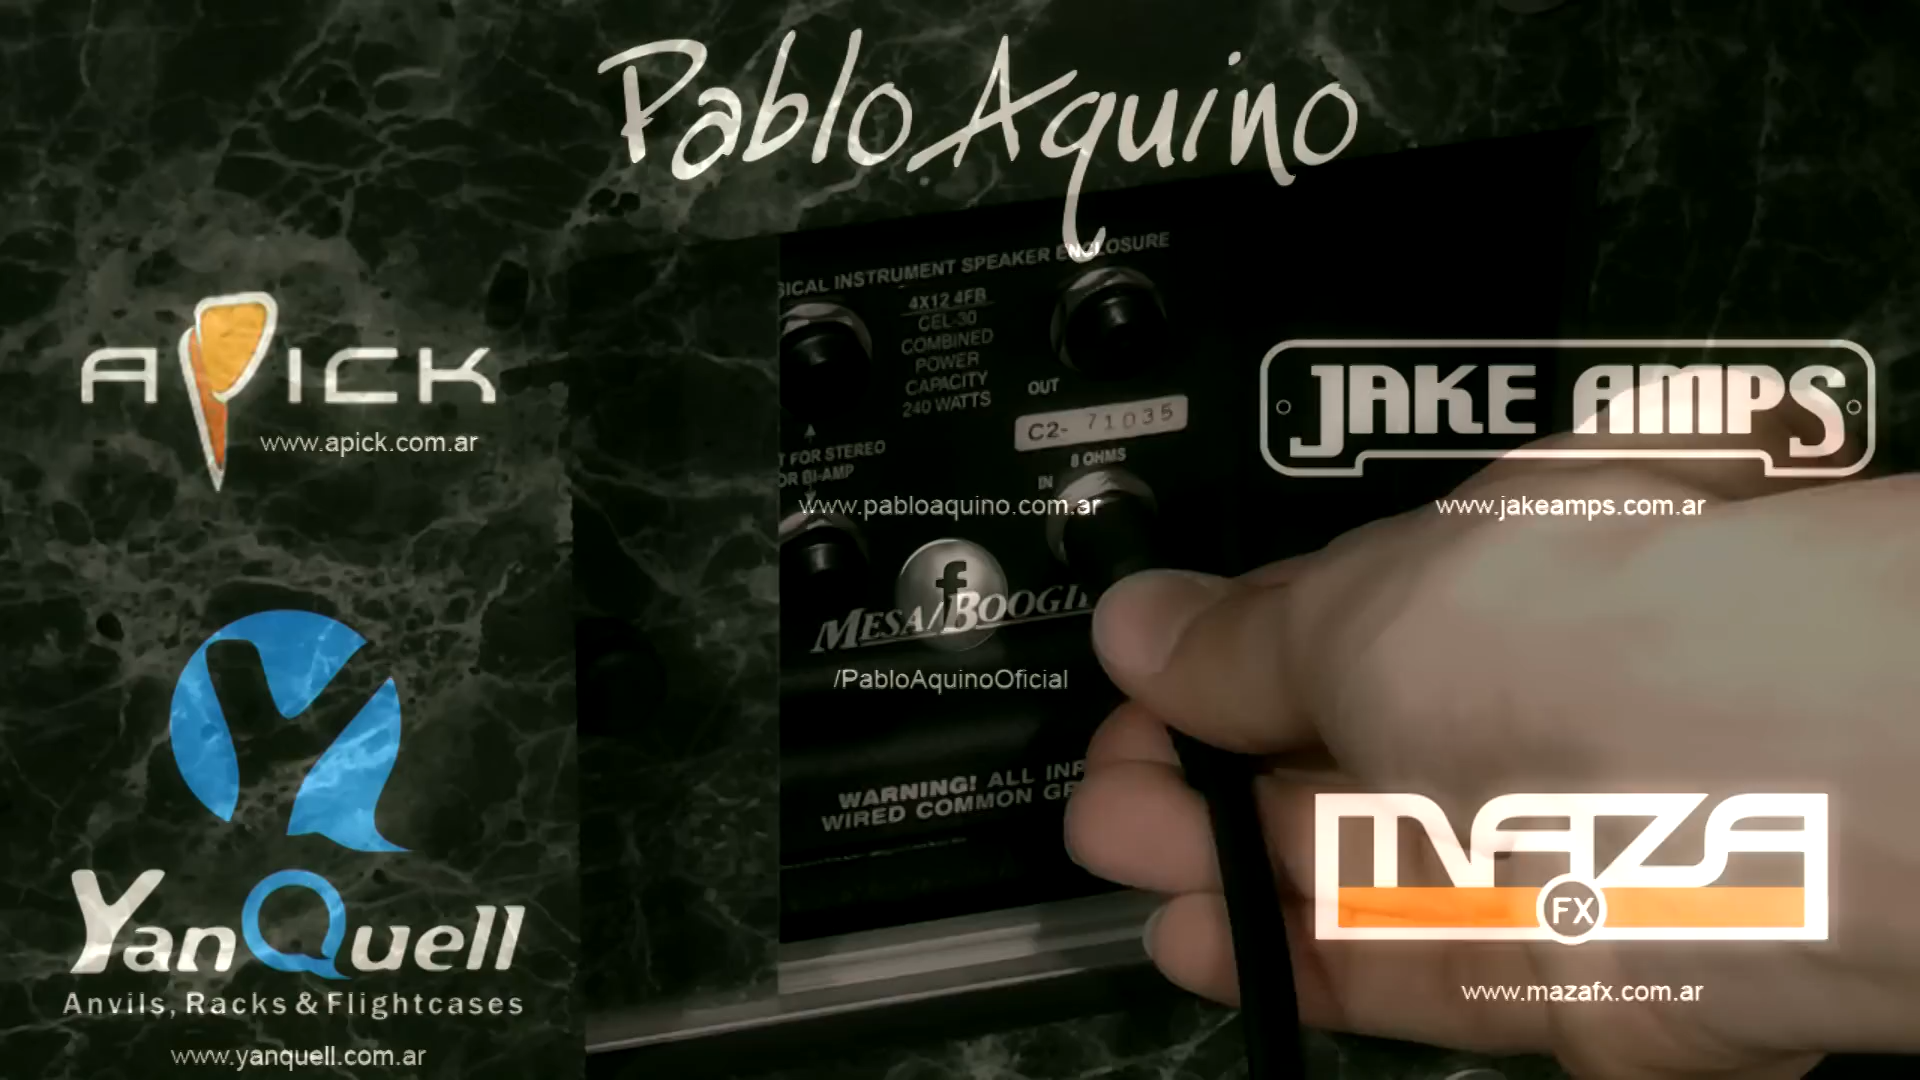 Pablo Aquino
SICAL INSTRUMENT SPEAKER ENCLOSURE
4X12 4FB
CEL-30
COMBINED
POWER
CAPACITY
240 WATTS
OUT
C2- 71035
8 OHMS
IN
T FOR STEREO
OR BI-AMP
APICK
www.apick.com.ar
JAKE AMPS
www.jakeamps.com.ar
www.pabloaquino.com.ar
f
MESA/BOOGI
/PabloAquinoOficial
WARNING! ALL INP
WIRED COMMON GR
YanQuell
Anvils, Racks & Flightcases
www.yanquell.com.ar
MAZA
FX
www.mazafx.com.ar